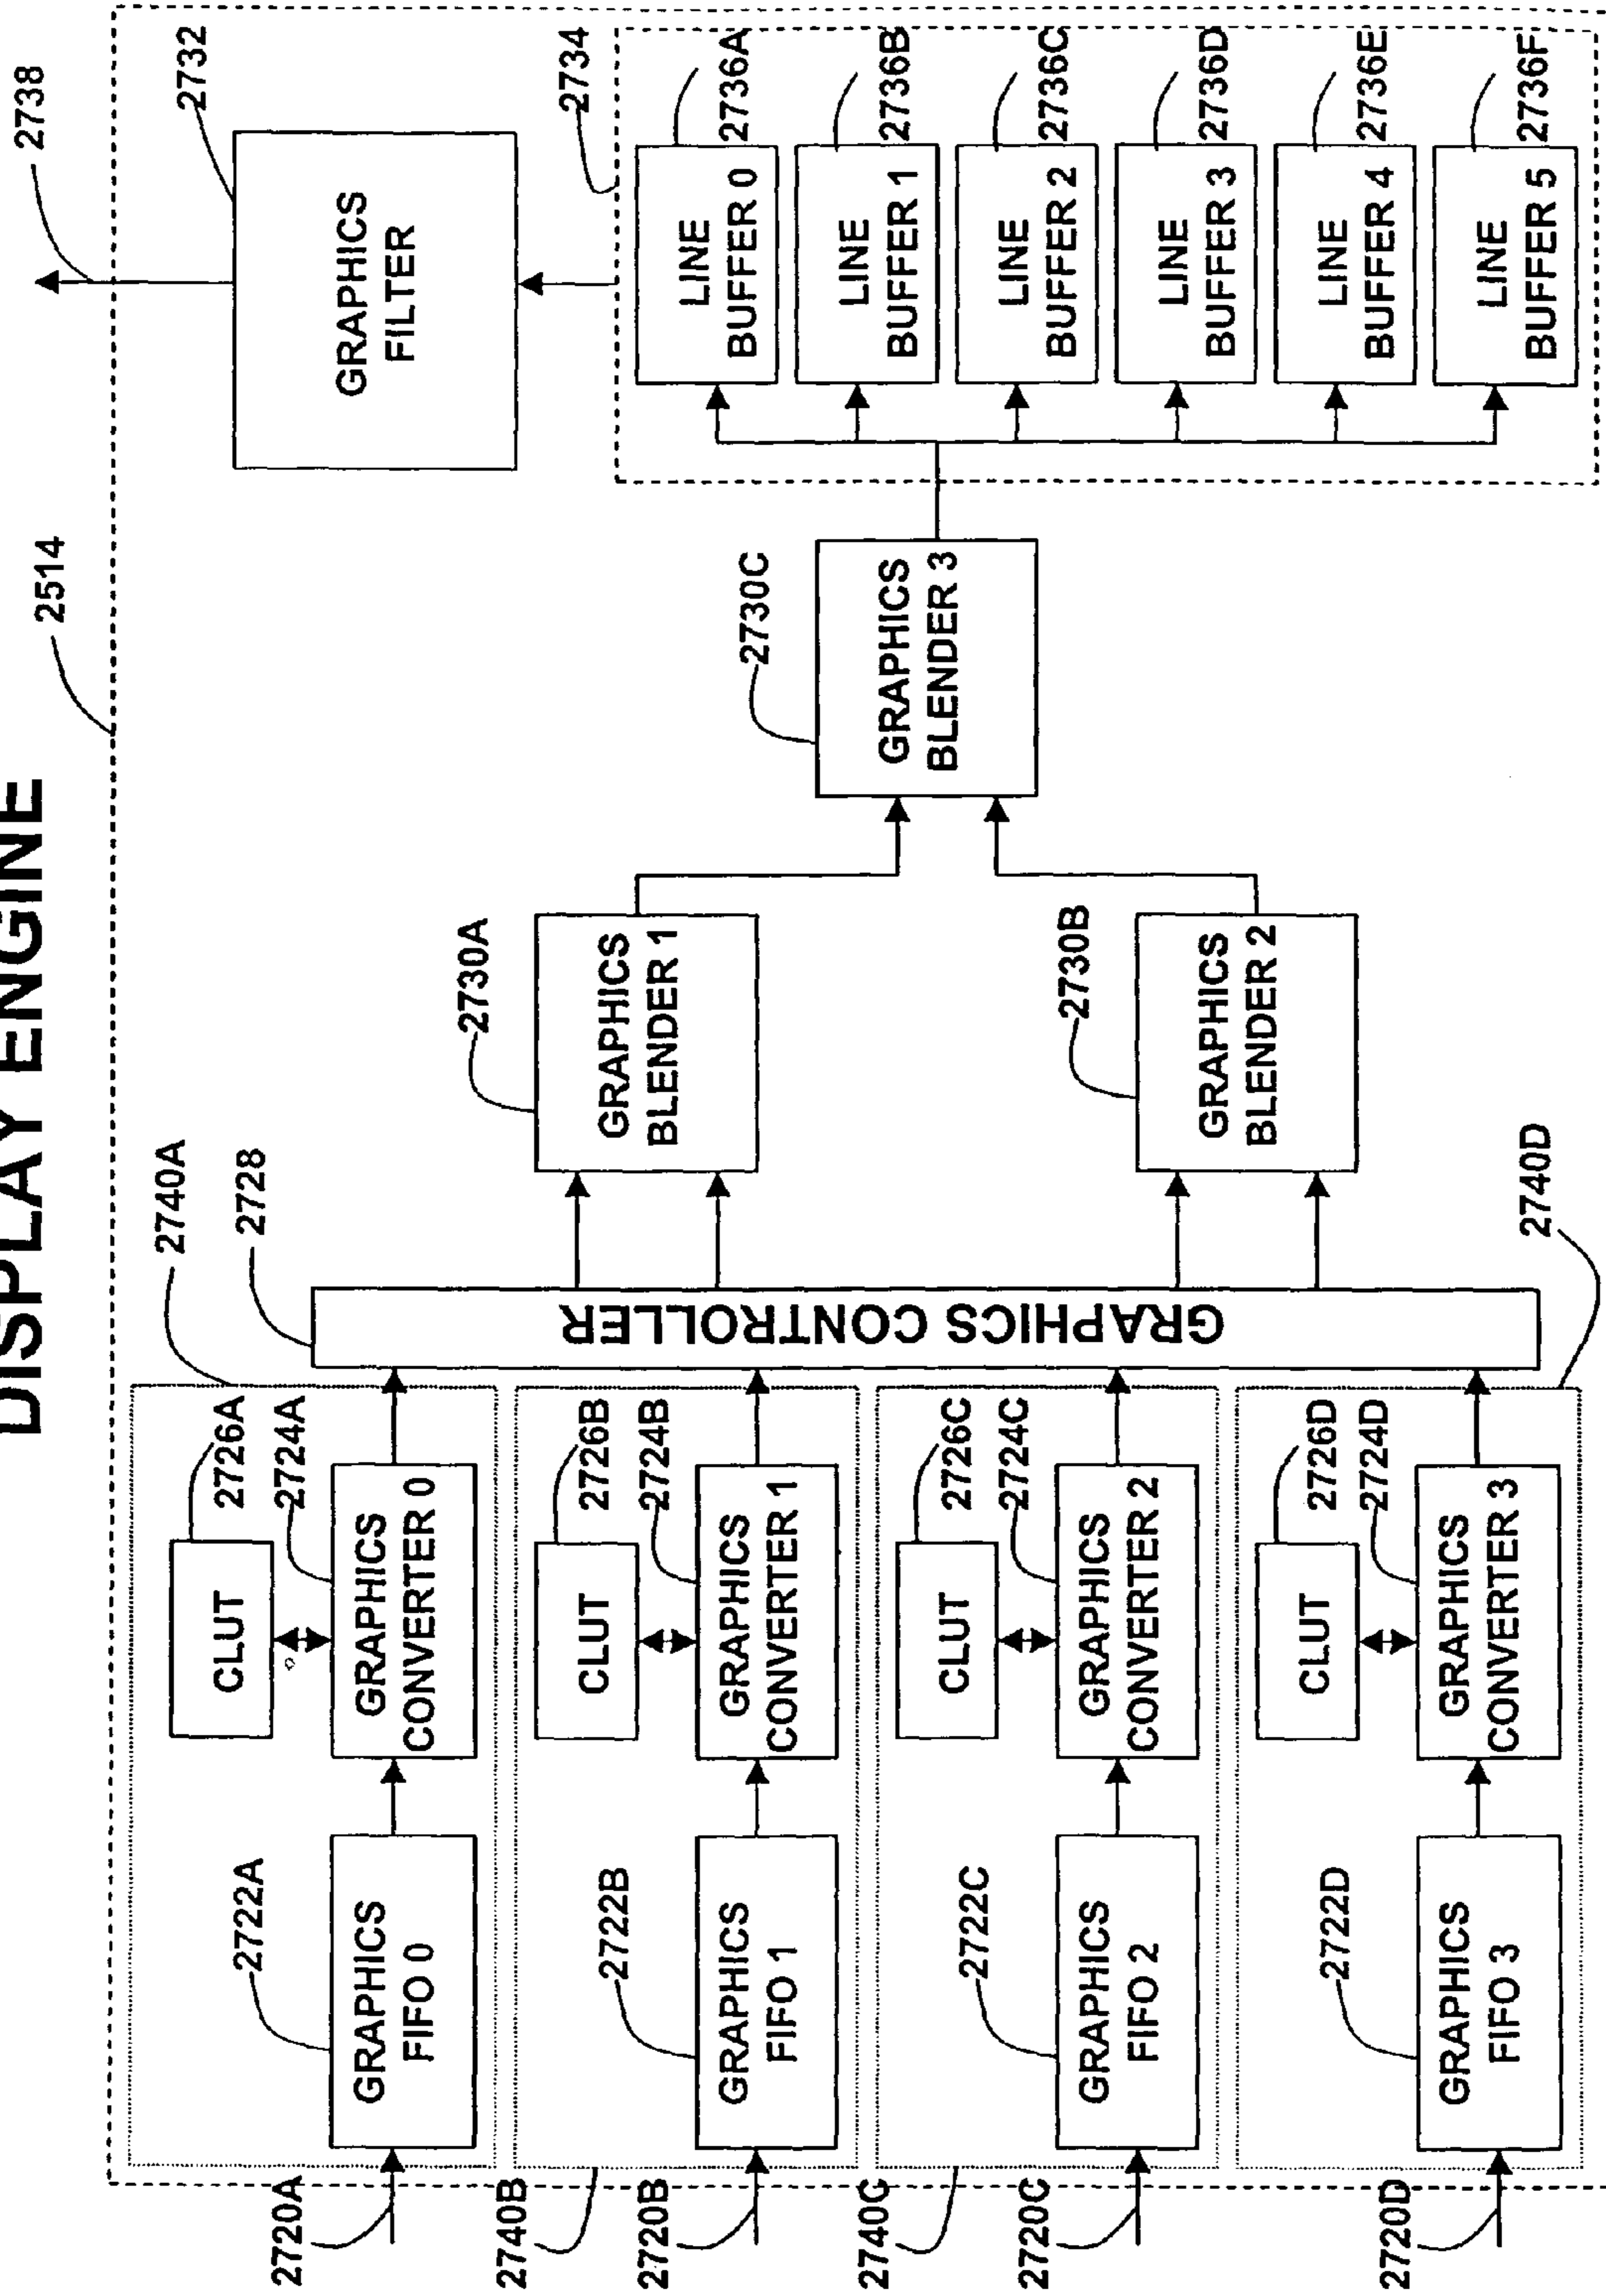 DISPLAY ENGINE
2514
2738
2732
GRAPHICS
FILTER
2734
2740A
2728
2726A
2724A
CLUT
GRAPHICS
CONVERTER 0
2722A
GRAPHICS
FIFO 0
2720A
2740B
2726B
2724B
CLUT
GRAPHICS
CONVERTER 1
2722B
GRAPHICS
FIFO 1
2720B
2740C
2726C
2724C
CLUT
GRAPHICS
CONVERTER 2
2722C
GRAPHICS
FIFO 2
2720C
2740D
2726D
2724D
CLUT
GRAPHICS
CONVERTER 3
2722D
GRAPHICS
FIFO 3
2720D
GRAPHICS CONTROLLER
2730A
GRAPHICS
BLENDER 1
2730B
GRAPHICS
BLENDER 2
2730C
GRAPHICS
BLENDER 3
LINE
BUFFER 0
2736A
LINE
BUFFER 1
2736B
LINE
BUFFER 2
2736C
LINE
BUFFER 3
2736D
LINE
BUFFER 4
2736E
LINE
BUFFER 5
2736F